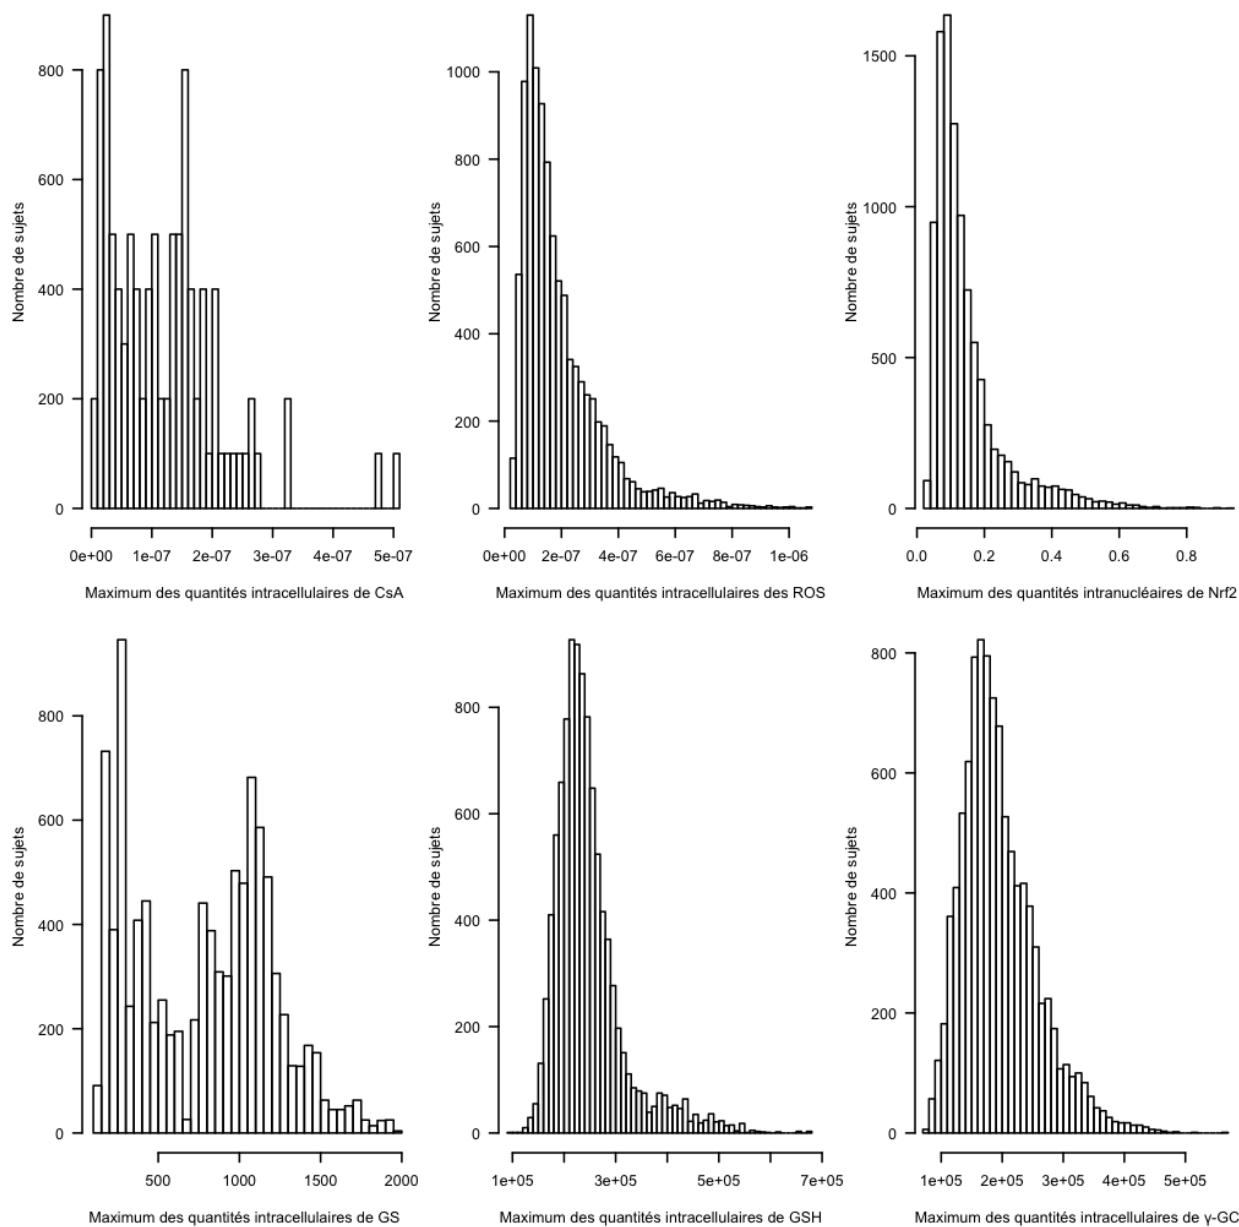 Nombre de sujets
800
600
400
200
0
0e+00 1e-07 2e-07 3e-07 4e-07 5e-07
Maximum des quantités intracellulaires de CsA
Nombre de sujets
1000
800
600
400
200
0
0e+00 2e-07 4e-07 6e-07 8e-07 1e-06
Maximum des quantités intracellulaires des ROS
Nombre de sujets
1500
1000
500
0
0.0 0.2 0.4 0.6 0.8
Maximum des quantités intranucléaires de Nrf2
Nombre de sujets
800
600
400
200
0
500 1000 1500 2000
Maximum des quantités intracellulaires de GS
Nombre de sujets
800
600
400
200
0
1e+05 3e+05 5e+05 7e+05
Maximum des quantités intracellulaires de GSH
Nombre de sujets
800
600
400
200
0
1e+05 2e+05 3e+05 4e+05 5e+05
Maximum des quantités intracellulaires de γ-GC